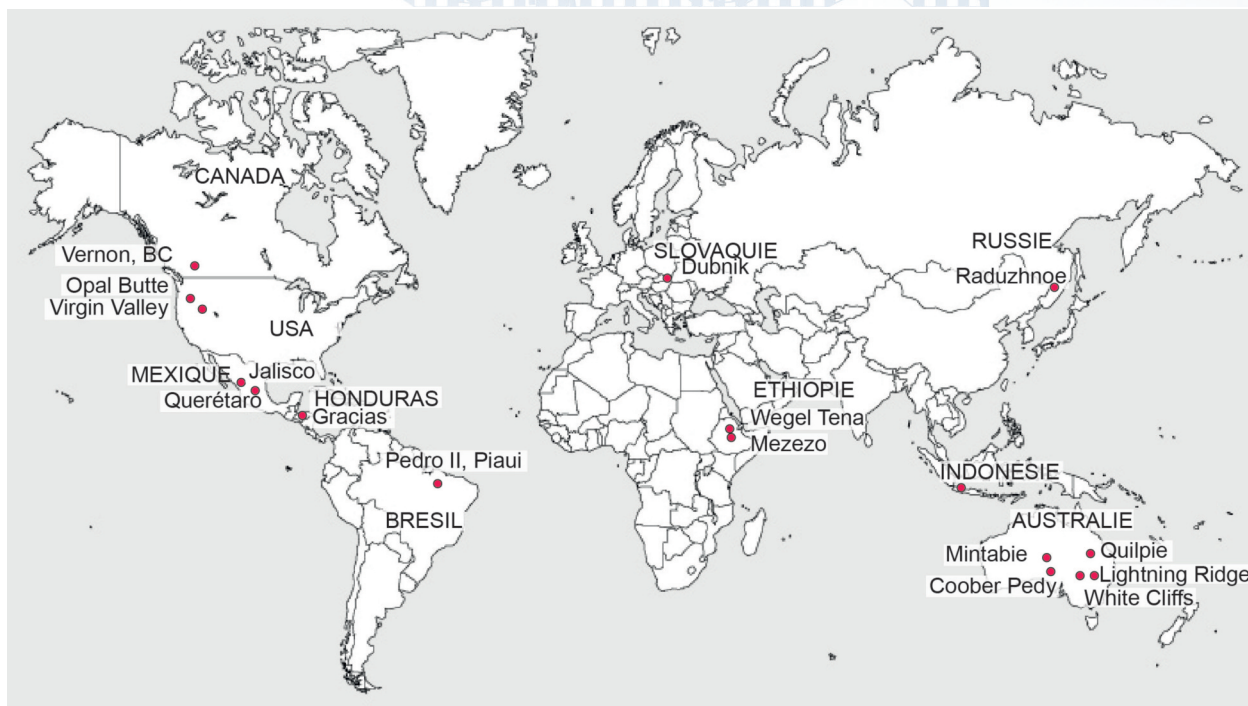 CANADA
Vernon, BC
Opal Butte
Virgin Valley
USA
MEXIQUE
Jalisco
Querétaro
HONDURAS
Gracias
Pedro II, Piaui
BRESIL
SLOVAQUIE
Dubnik
RUSSIE
Raduzhnoe
ETHIOPIE
Wegel Tena
Mezezo
INDONESIE
AUSTRALIE
Mintabie
Quilpie
Coober Pedy
Lightning Ridge
White Cliffs